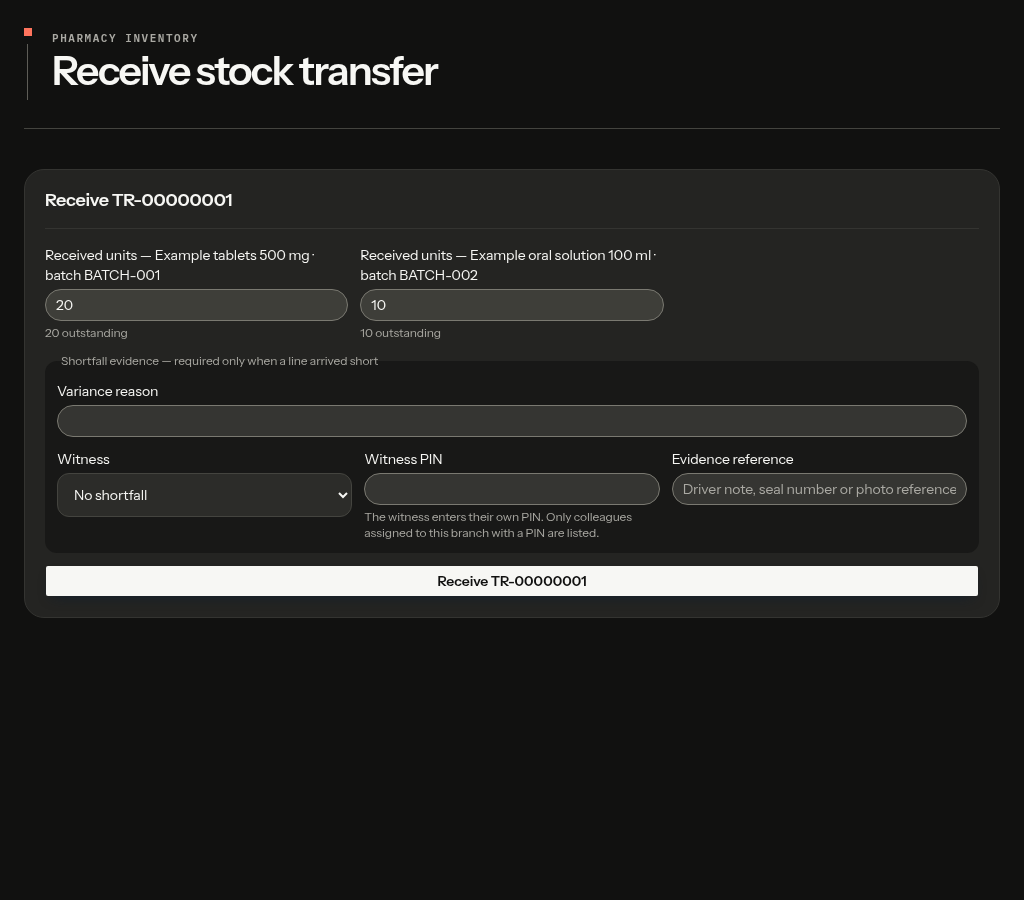 PHARMACY INVENTORY
Receive stock transfer
Receive TR-00000001
Received units — Example tablets 500 mg ·
batch BATCH-001
20
20 outstanding
Received units — Example oral solution 100 ml ·
batch BATCH-002
10
10 outstanding
Shortfall evidence — required only when a line arrived short
Variance reason
Witness
No shortfall
Witness PIN
The witness enters their own PIN. Only colleagues
assigned to this branch with a PIN are listed.
Evidence reference
Driver note, seal number or photo reference
Receive TR-00000001